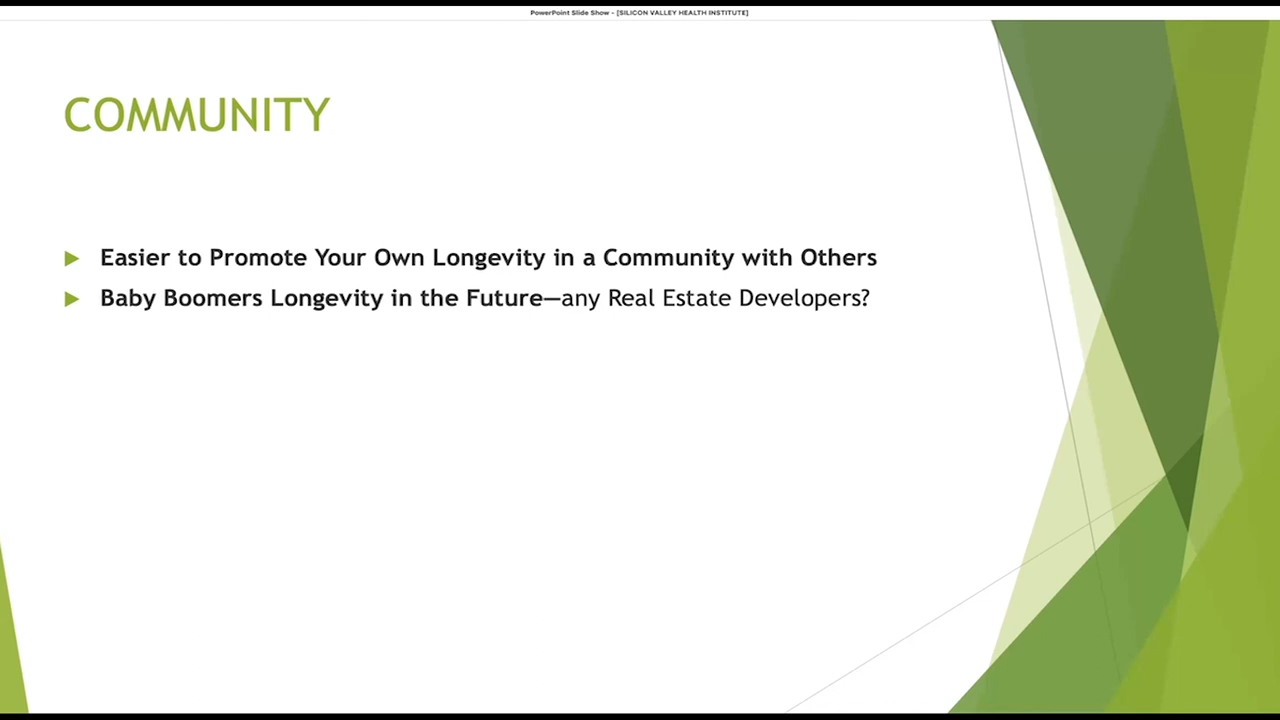 PowerPoint Slide Show - [SILICON VALLEY HEALTH INSTITUTE]
COMMUNITY
Easier to Promote Your Own Longevity in a Community with Others
Baby Boomers Longevity in the Future—any Real Estate Developers?